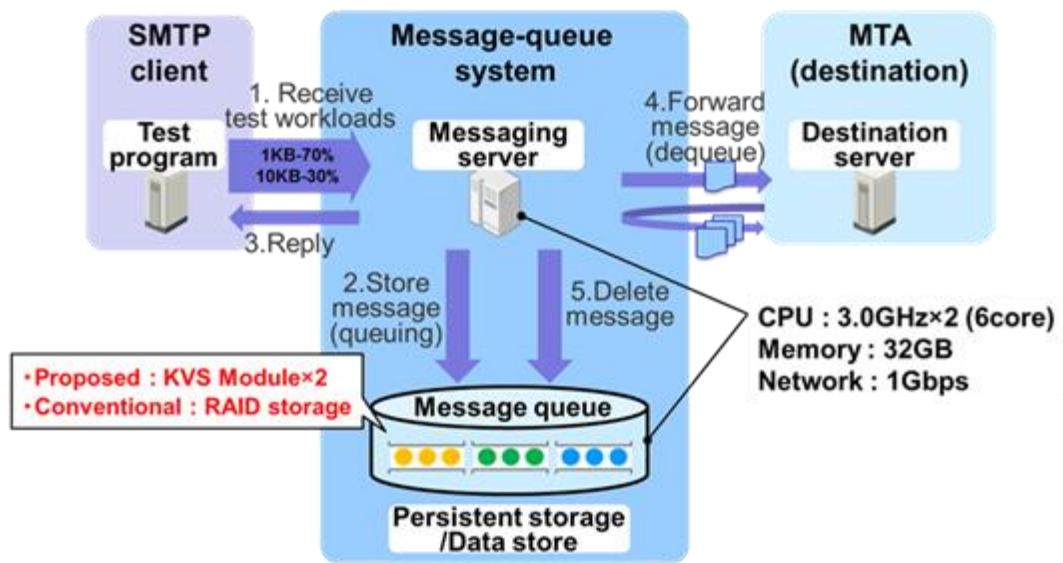 SMTP
client
Message-queue
system
MTA
(destination)
1. Receive
test workloads
1KB-70%
10KB-30%
Test
program
Messaging
server
4.Forward
message
(dequeue)
Destination
server
3.Reply
2.Store
message
(queuing)
5.Delete
message
CPU : 3.0GHz×2 (6core)
Memory : 32GB
Network : 1Gbps
・Proposed : KVS Module×2
・Conventional : RAID storage
Message queue
Persistent storage
/Data store